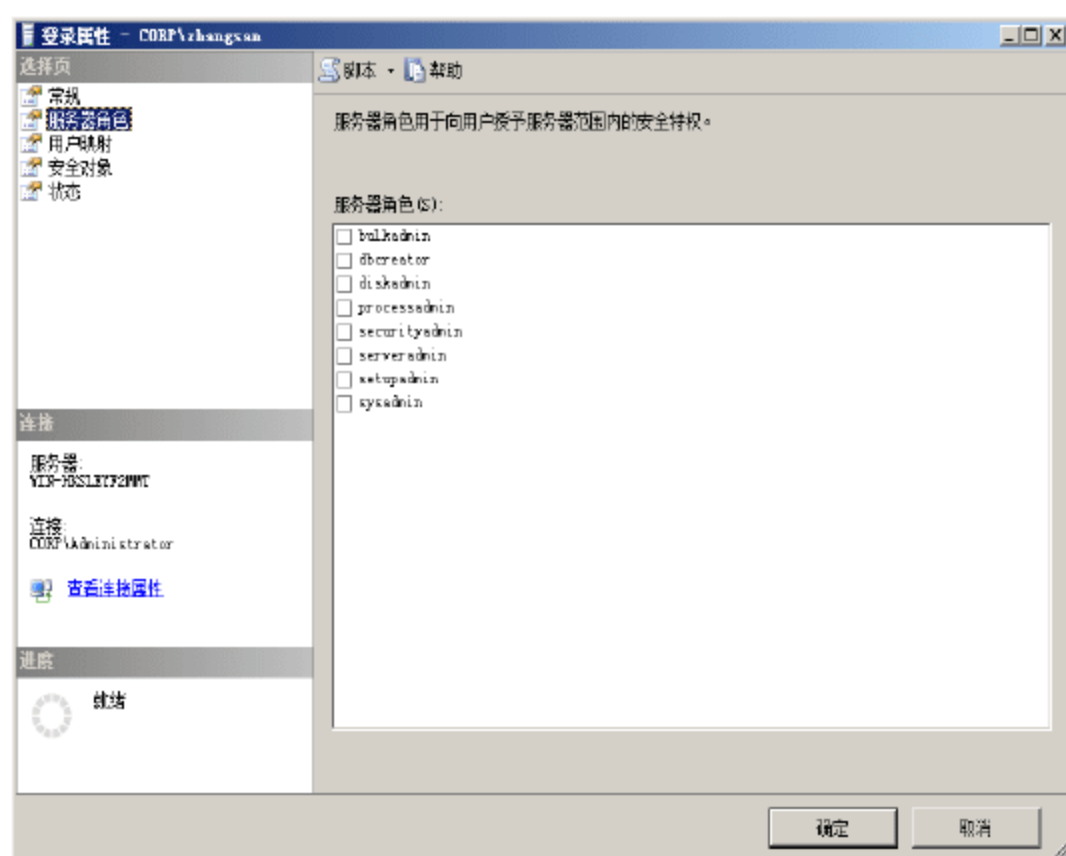 登录属性 - CORP\zhangsan
选择页
常规
服务器角色
用户映射
安全对象
状态
脚本 帮助
服务器角色用于向用户授予服务器范围内的安全特权。
服务器角色(S):
bulkadmin
dbcreator
diskadmin
processadmin
securityadmin
serveradmin
setupadmin
sysadmin
连接
服务器:
连接:
CORP\Administrator
查看连接属性
进度
就绪
确定
取消